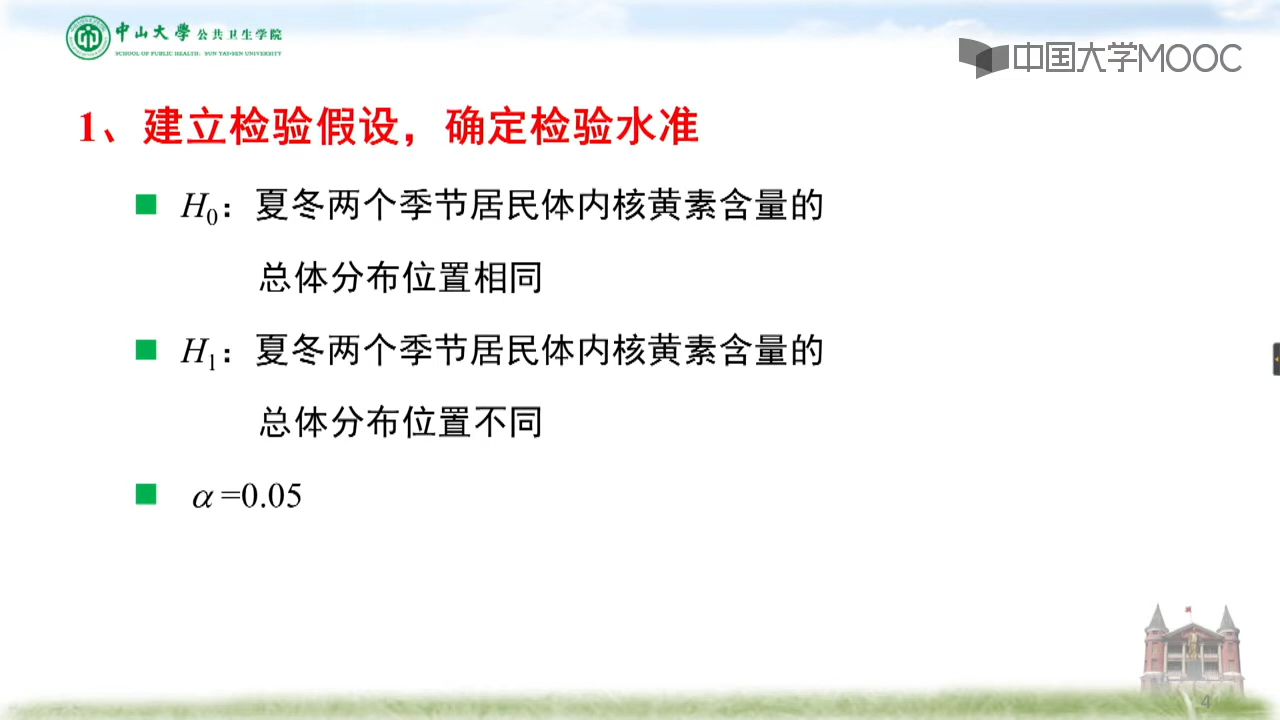 中山大学 公共卫生学院
SCHOOL OF PUBLIC HEALTH, SUN YAT-SEN UNIVERSITY
中国大学MOOC
1、建立检验假设，确定检验水准
H₀：夏冬两个季节居民体内核黄素含量的
总体分布位置相同
H₁：夏冬两个季节居民体内核黄素含量的
总体分布位置不同
α=0.05
4